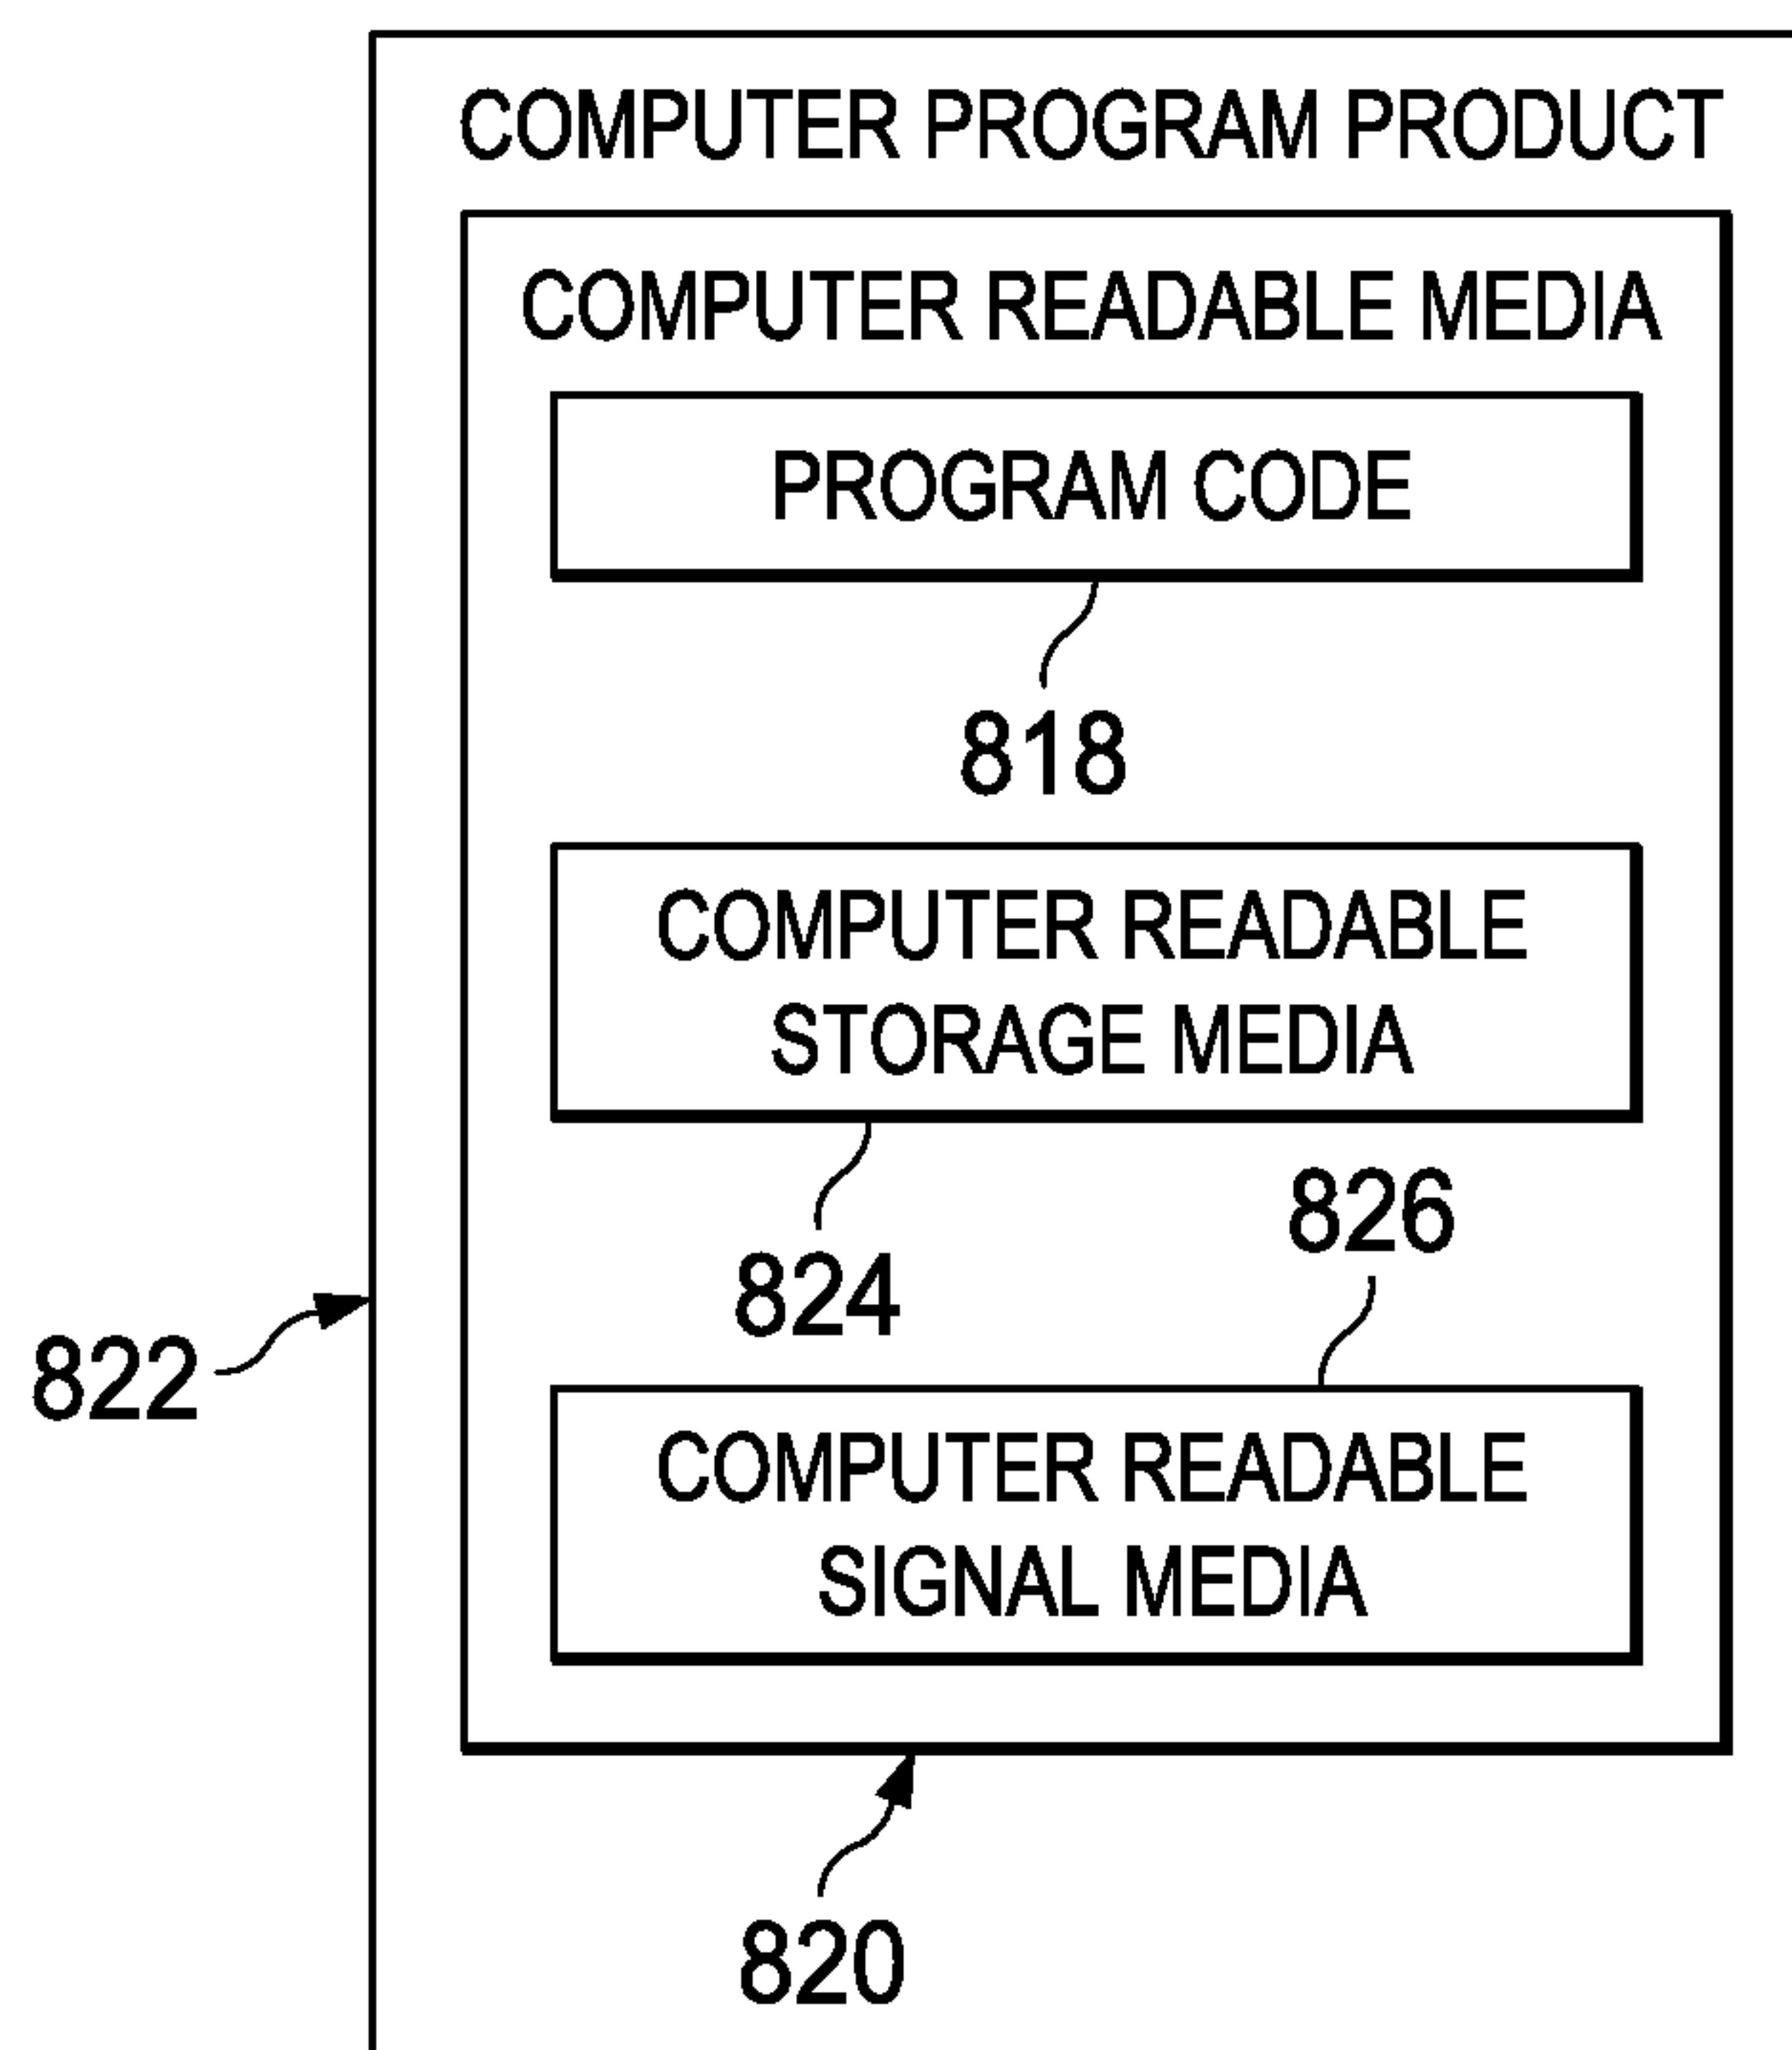 COMPUTER PROGRAM PRODUCT
COMPUTER READABLE MEDIA
PROGRAM CODE
818
COMPUTER READABLE
STORAGE MEDIA
826
824
822
COMPUTER READABLE
SIGNAL MEDIA
820